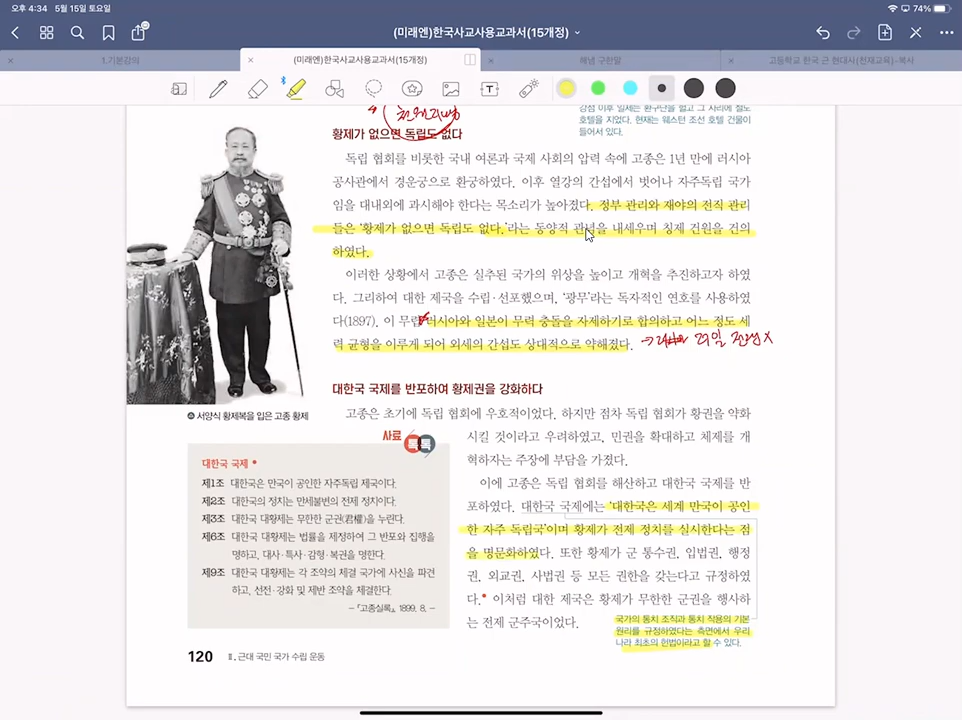 오후 4:34 5월 15일 토요일
74%
(미래엔)한국사교사용교과서(15개정)
1.기본강의
(미래엔)한국사교사용교과서(15개정)
해냄 구한말
고등학교 한국 근 현대사(천재교육)-복사
강점 이후 일제는 환구단을 헐고 그 자리에 철도
호텔을 지었다. 현재는 웨스턴 조선 호텔 건물이
들어서 있다.
황제가 없으면 독립도 없다
독립 협회를 비롯한 국내 여론과 국제 사회의 압력 속에 고종은 1년 만에 러시아
공사관에서 경운궁으로 환궁하였다. 이후 열강의 간섭에서 벗어나 자주독립 국가
임을 대내외에 과시해야 한다는 목소리가 높아졌다. 정부 관리와 재야의 전직 관리
들은 ‘황제가 없으면 독립도 없다.’라는 동양적 관념을 내세우며 칭제 건원을 건의
하였다.
이러한 상황에서 고종은 실추된 국가의 위상을 높이고 개혁을 추진하고자 하였
다. 그리하여 대한 제국을 수립·선포했으며, ‘광무’라는 독자적인 연호를 사용하였
다(1897). 이 무렵 러시아와 일본이 무력 충돌을 자제하기로 합의하고 어느 정도 세
력 균형을 이루게 되어 외세의 간섭도 상대적으로 약해졌다.
러일 전쟁 X
서양식 황제복을 입은 고종 황제
대한국 국제를 반포하여 황제권을 강화하다
고종은 초기에 독립 협회에 우호적이었다. 하지만 점차 독립 협회가 황권을 약화
시킬 것이라고 우려하였고, 민권을 확대하고 체제를 개
혁하자는 주장에 부담을 가졌다.
이에 고종은 독립 협회를 해산하고 대한국 국제를 반
포하였다. 대한국 국제에는 ‘대한국은 세계 만국이 공인
한 자주 독립국’이며 황제가 전제 정치를 실시한다는 점
을 명문화하였다. 또한 황제가 군 통수권, 입법권, 행정
권, 외교권, 사법권 등 모든 권한을 갖는다고 규정하였
다.* 이처럼 대한 제국은 황제가 무한한 군권을 행사하
는 전제 군주국이었다.
국가의 통치 조직과 통치 작용의 기본
원리를 규정하였다는 측면에서 우리
나라 최초의 헌법이라고 할 수 있다.
사료 톡톡
대한국 국제 *
제1조 대한국은 만국이 공인한 자주독립 제국이다.
제2조 대한국의 정치는 만세불변의 전제 정치이다.
제3조 대한국 대황제는 무한한 군권(君權)을 누린다.
제6조 대한국 대황제는 법률을 제정하여 그 반포와 집행을
명하고, 대사·특사·감형·복권을 명한다.
제9조 대한국 대황제는 각 조약의 체결 국가에 사신을 파견
하고, 선전·강화 및 제반 조약을 체결한다.
– 『고종실록』, 1899. 8. –
120 Ⅱ. 근대 국민 국가 수립 운동